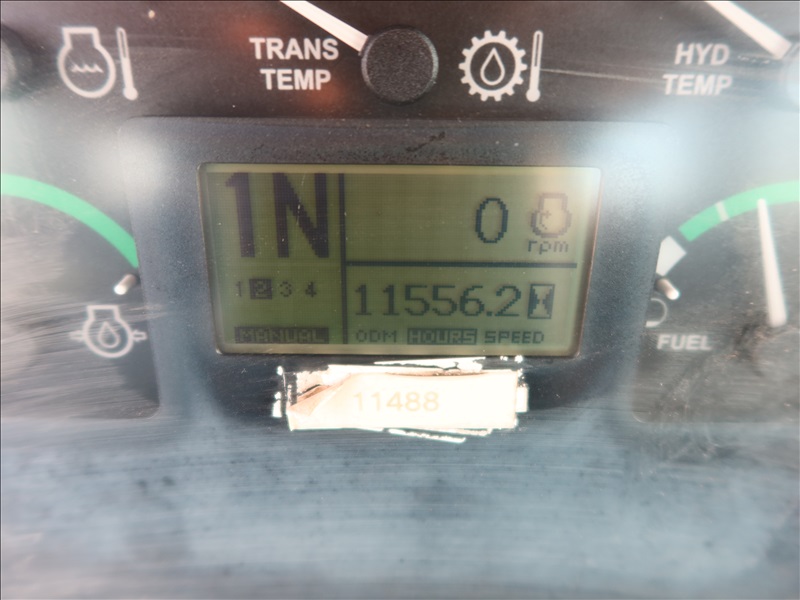 TRANS
TEMP
HYD
TEMP
1N
0
rpm
1 2 3 4
11556.2
MANUAL
ODM HOURS SPEED
FUEL
11488